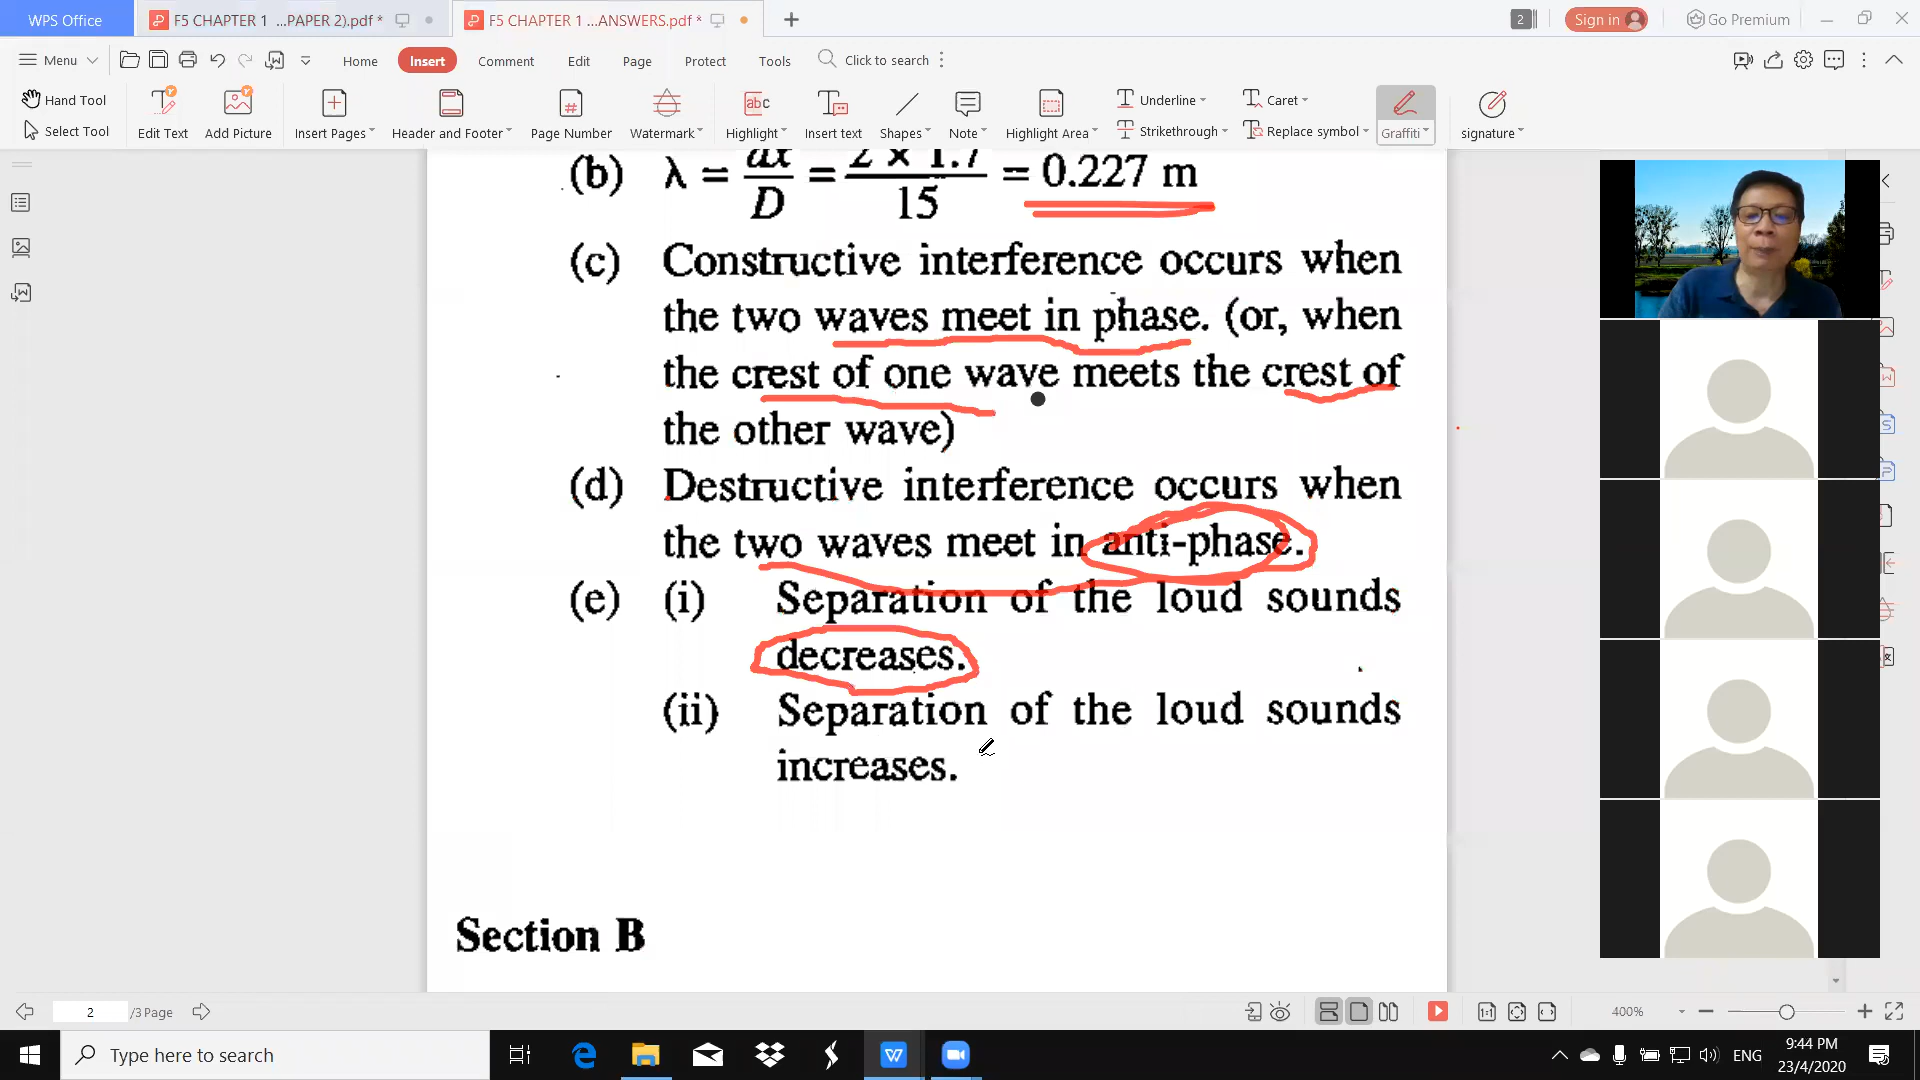 WPS Office
F5 CHAPTER 1 ...PAPER 2).pdf *
F5 CHAPTER 1 ...ANSWERS.pdf *
2
Sign in
Go Premium
Menu
Home
Insert
Comment
Edit
Page
Protect
Tools
Click to search
Hand Tool
Select Tool
Edit Text
Add Picture
Insert Pages
Header and Footer
Page Number
Watermark
Highlight
Insert text
Shapes
Note
Highlight Area
Underline
Strikethrough
Caret
Replace symbol
Graffiti
signature
(b) λ = ax/D = 2 × 1.7/15 = 0.227 m
(c) Constructive interference occurs when
the two waves meet in phase. (or, when
the crest of one wave meets the crest of
the other wave)
(d) Destructive interference occurs when
the two waves meet in anti-phase.
(e) (i) Separation of the loud sounds
decreases.
(ii) Separation of the loud sounds
increases.
Section B
2 /3 Page
400%
Type here to search
ENG
9:44 PM
23/4/2020